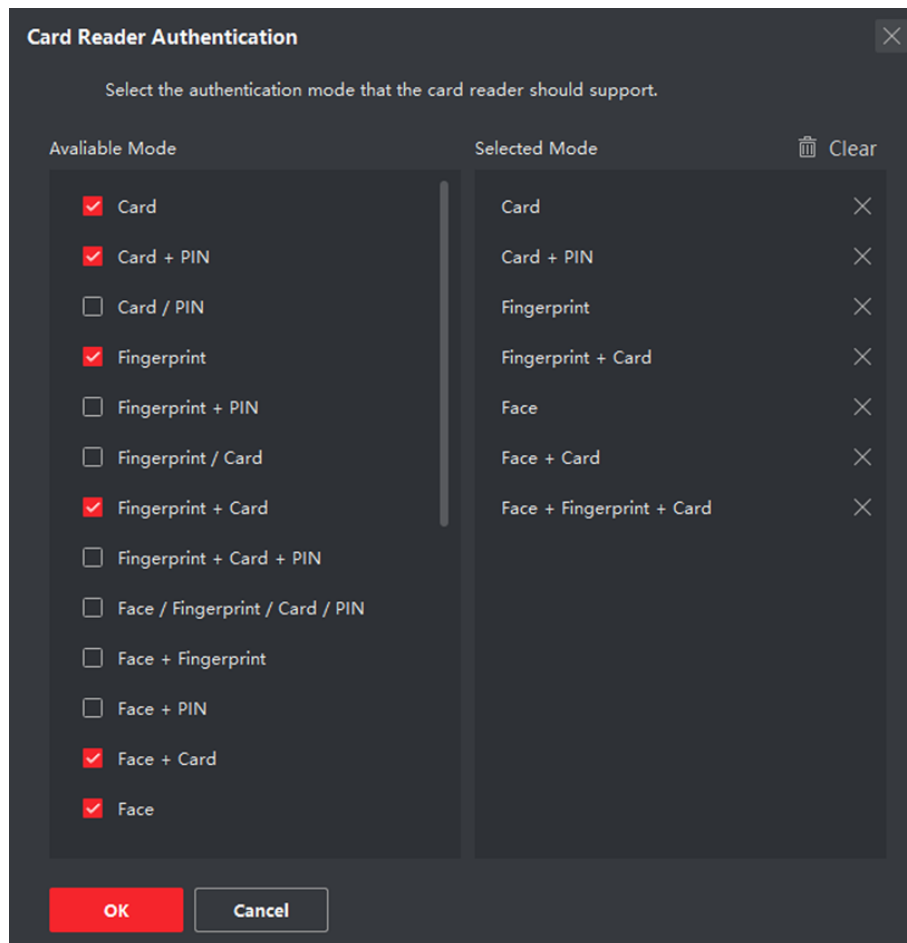 Card Reader Authentication
Select the authentication mode that the card reader should support.
Avaliable Mode
Card
Card + PIN
Card / PIN
Fingerprint
Fingerprint + PIN
Fingerprint / Card
Fingerprint + Card
Fingerprint + Card + PIN
Face / Fingerprint / Card / PIN
Face + Fingerprint
Face + PIN
Face + Card
Face
Selected Mode
Clear
Card
Card + PIN
Fingerprint
Fingerprint + Card
Face
Face + Card
Face + Fingerprint + Card
OK
Cancel